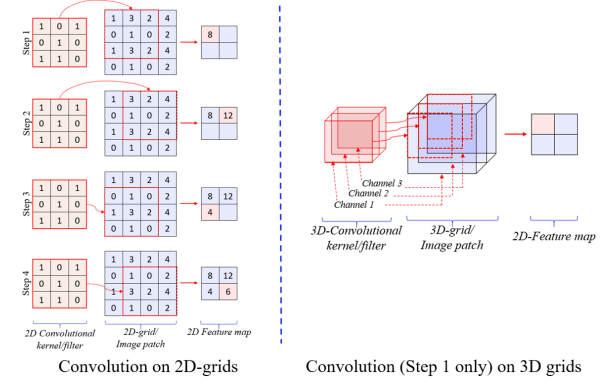 Step 1
1 0 1
0 1 0
1 1 0
1 3 2 4
0 1 0 2
1 3 2 4
0 1 0 2
8
Step 2
1 0 1
0 1 0
1 1 0
1 3 2 4
0 1 0 2
1 3 2 4
0 1 0 2
8 12
Step 3
1 0 1
0 1 0
1 1 0
1 3 2 4
0 1 0 2
1 3 2 4
0 1 0 2
8 12
4
Step 4
1 0 1
0 1 0
1 1 0
1 3 2 4
0 1 0 2
1 3 2 4
0 1 0 2
8 12
4 6
2D Convolutional
kernel/filter
2D-grid/
Image patch
2D Feature map
Convolution on 2D-grids
Channel 3
Channel 2
Channel 1
3D-Convolutional
kernel/filter
3D-grid/
Image patch
2D-Feature map
Convolution (Step 1 only) on 3D grids